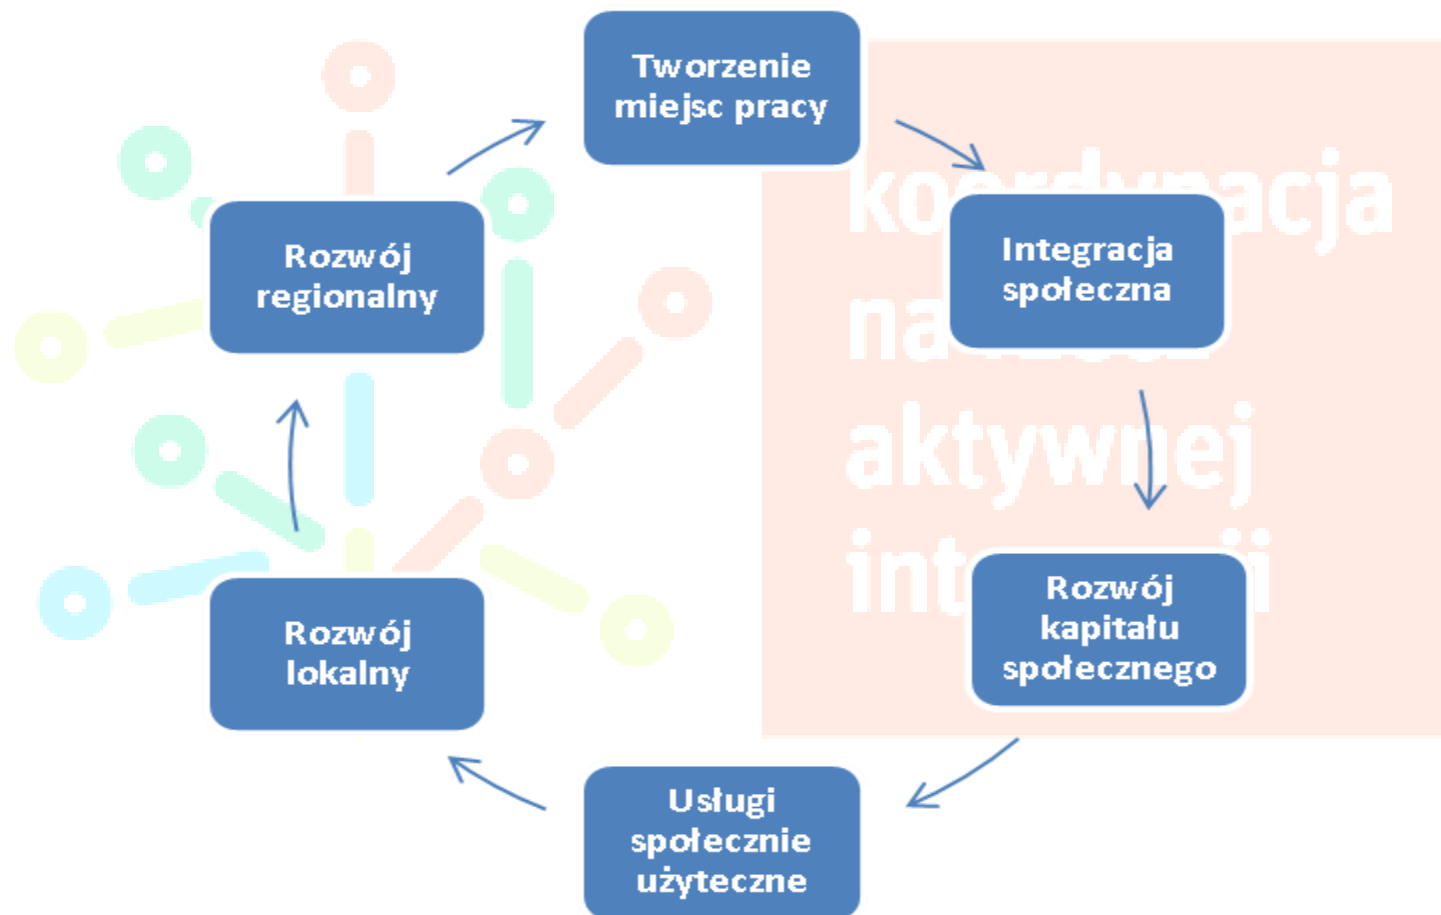 Tworzenie
miejsc pracy
Integracja
społeczna
Rozwój
kapitału
społecznego
Usługi
społecznie
użyteczne
Rozwój
lokalny
Rozwój
regionalny
aktywnej